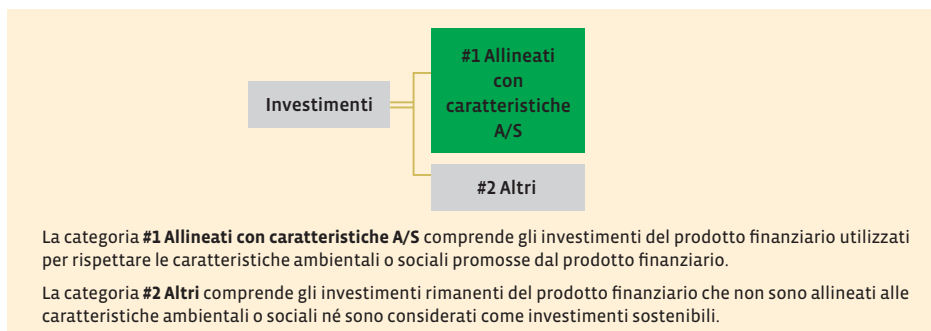 #1 Allineati
con
caratteristiche
A/S
Investimenti
#2 Altri
La categoria #1 Allineati con caratteristiche A/S comprende gli investimenti del prodotto finanziario utilizzati
per rispettare le caratteristiche ambientali o sociali promosse dal prodotto finanziario.
La categoria #2 Altri comprende gli investimenti rimanenti del prodotto finanziario che non sono allineati alle
caratteristiche ambientali o sociali né sono considerati come investimenti sostenibili.